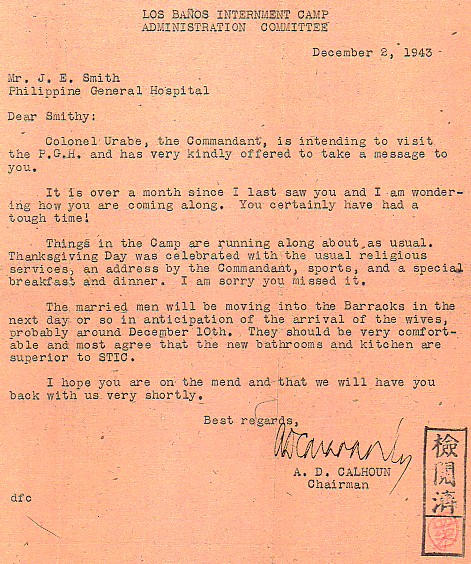 LOS BAÑOS INTERNMENT CAMP
ADMINISTRATION COMMITTEE
December 2, 1943
Mr. J. E. Smith
Philippine General Hospital
Dear Smithy:
Colonel Urabe, the Commandant, is intending to visit
the P.G.H. and has very kindly offered to take a message to
you.
It is over a month since I last saw you and I am wonder-
ing how you are coming along. You certainly have had a
tough time!
Things in the Camp are running along about as usual.
Thanksgiving Day was celebrated with the usual religious
services, an address by the Commandant, sports, and a special
breakfast and dinner. I am sorry you missed it.
The married men will be moving into the Barracks in the
next day or so in anticipation of the arrival of the wives,
probably around December 10th. They should be very comfort-
able and most agree that the new bathrooms and kitchen are
superior to STIC.
I hope you are on the mend and that we will have you
back with us very shortly.
Best regards,
A. D. CALHOUN
Chairman
dfc
檢閲濟